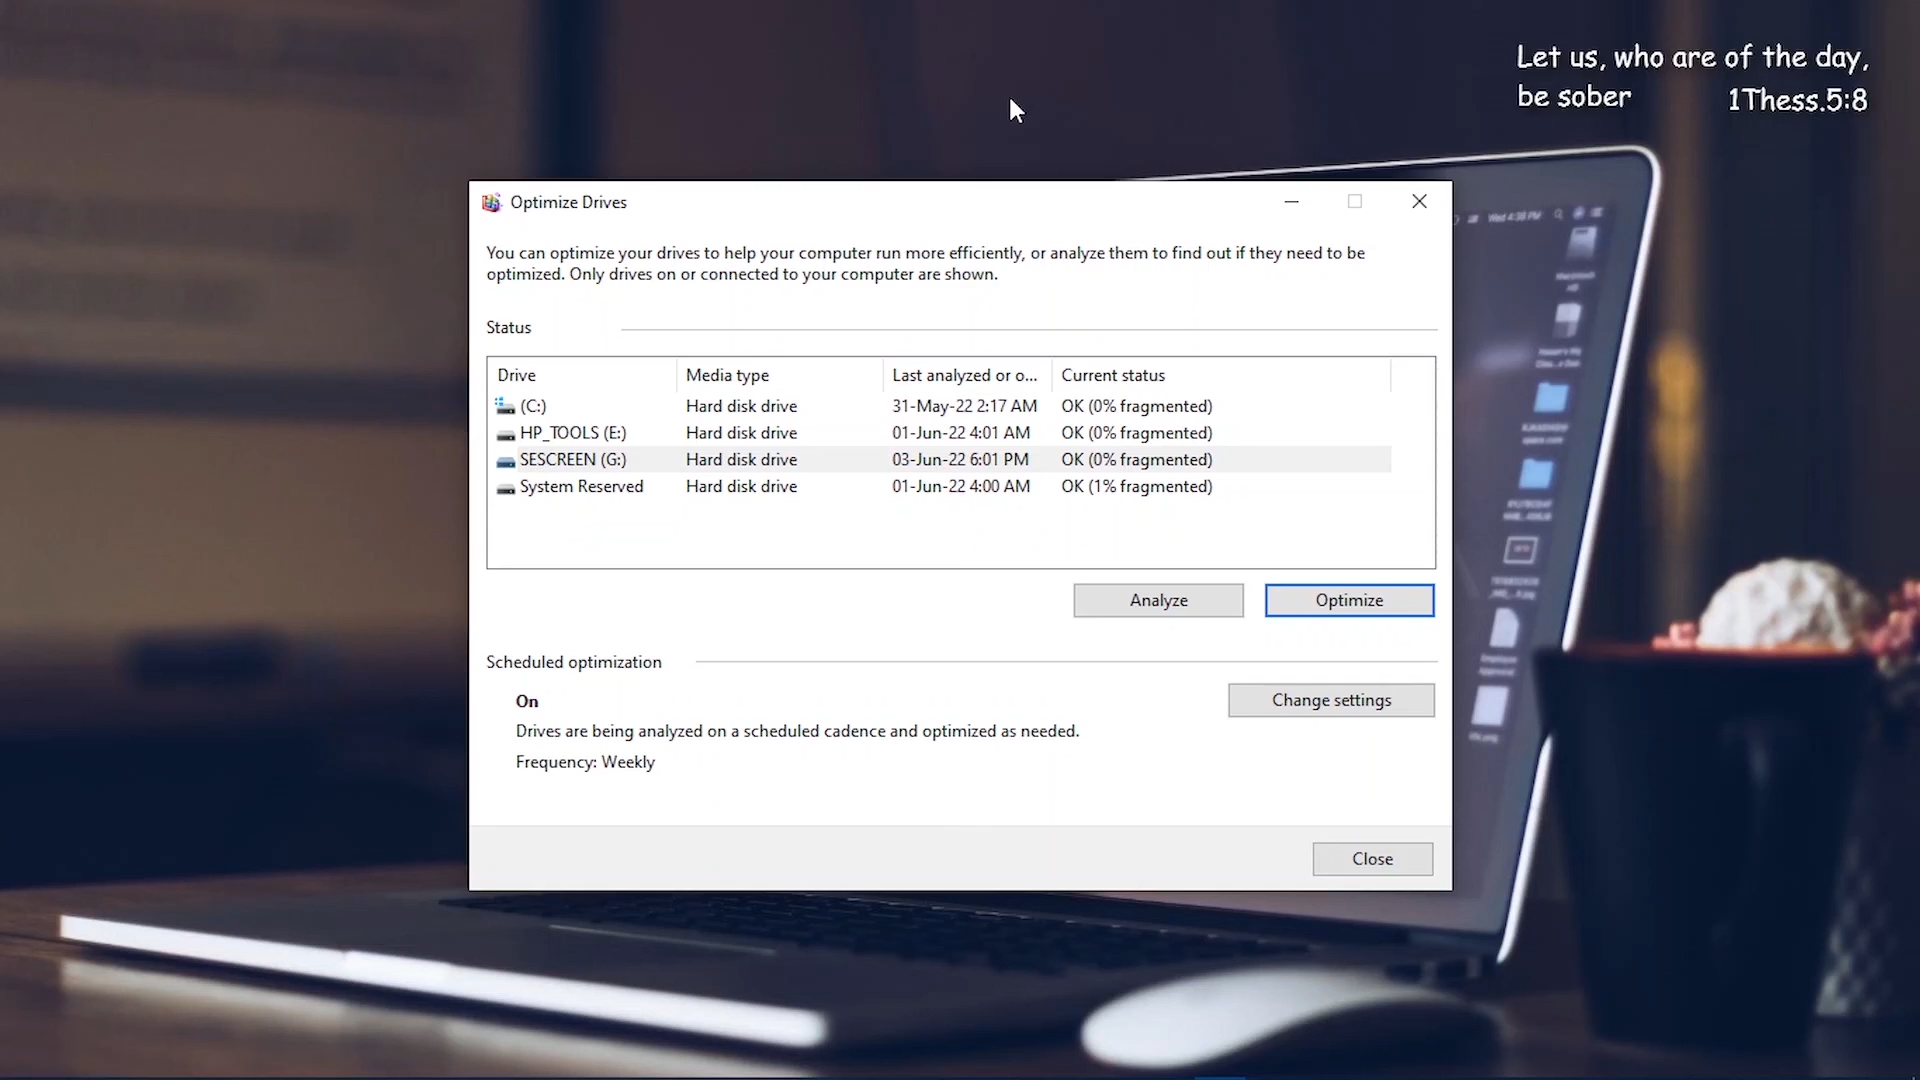 Let us, who are of the day,
be sober 1Thess.5:8
Wed 4:38 PM
Optimize Drives
You can optimize your drives to help your computer run more efficiently, or analyze them to find out if they need to be
optimized. Only drives on or connected to your computer are shown.
Status
Drive Media type Last analyzed or o... Current status
(C:) Hard disk drive 31-May-22 2:17 AM OK (0% fragmented)
HP_TOOLS (E:) Hard disk drive 01-Jun-22 4:01 AM OK (0% fragmented)
SESCREEN (G:) Hard disk drive 03-Jun-22 6:01 PM OK (0% fragmented)
System Reserved Hard disk drive 01-Jun-22 4:00 AM OK (1% fragmented)
Analyze Optimize
Scheduled optimization
On
Change settings
Drives are being analyzed on a scheduled cadence and optimized as needed.
Frequency: Weekly
Close